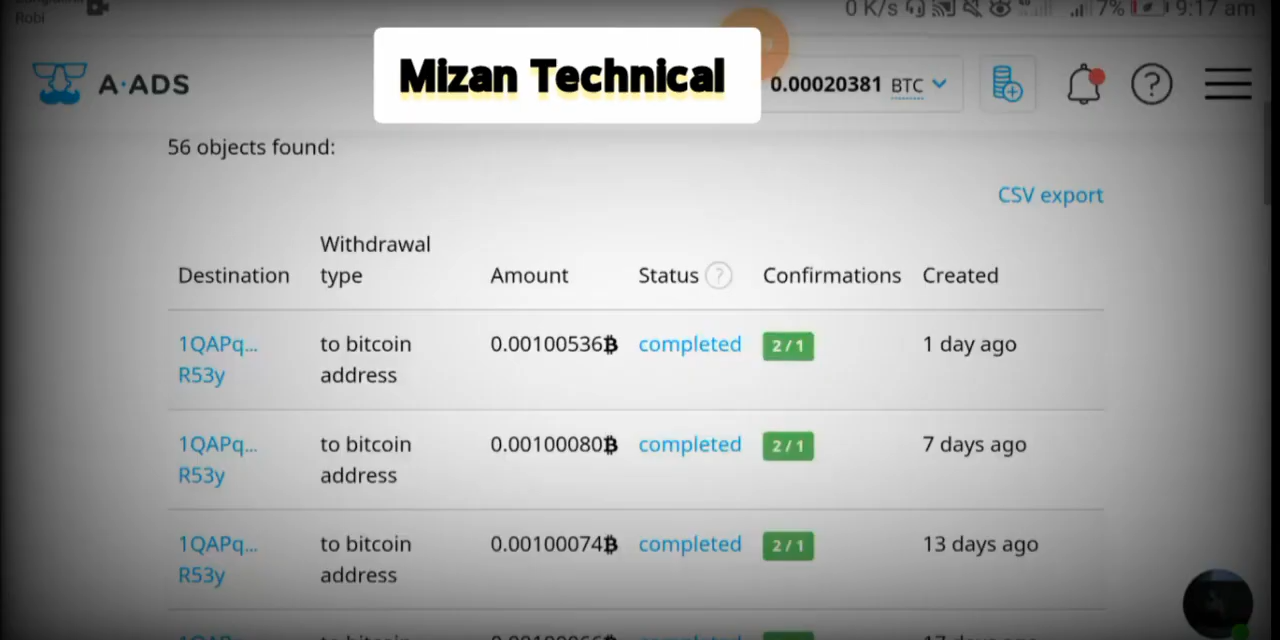 Robi
0 K/s 7% 9:17 am
A·ADS
Mizan Technical
0.00020381 BTC
56 objects found:
CSV export
Withdrawal
Destination type Amount Status ? Confirmations Created
1QAPq... to bitcoin 0.00100536₿ completed 2 / 1 1 day ago
R53y address
1QAPq... to bitcoin 0.00100080₿ completed 2 / 1 7 days ago
R53y address
1QAPq... to bitcoin 0.00100074₿ completed 2 / 1 13 days ago
R53y address